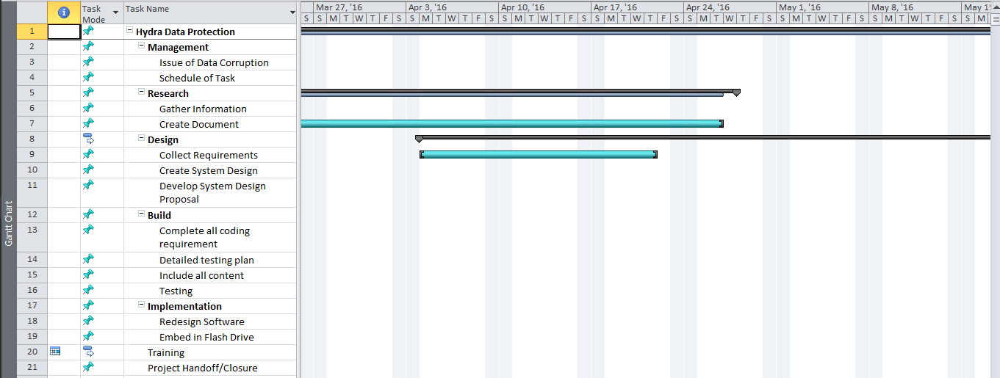 Task Mode
Task Name
Mar 27, '16 Apr 3, '16 Apr 10, '16 Apr 17, '16 Apr 24, '16 May 1, '16 May 8, '16 May 1
S S M T W T F S S M T W T F S S M T W T F S S M T W T F S S M T W T F S S M T W T F S S M T W T F S S M
1 Hydra Data Protection
2 Management
3 Issue of Data Corruption
4 Schedule of Task
5 Research
6 Gather Information
7 Create Document
8 Design
9 Collect Requirements
10 Create System Design
11 Develop System Design
Proposal
12 Build
13 Complete all coding
requirement
14 Detailed testing plan
15 Include all content
16 Testing
17 Implementation
18 Redesign Software
19 Embed in Flash Drive
20 Training
21 Project Handoff/Closure
Gantt Chart